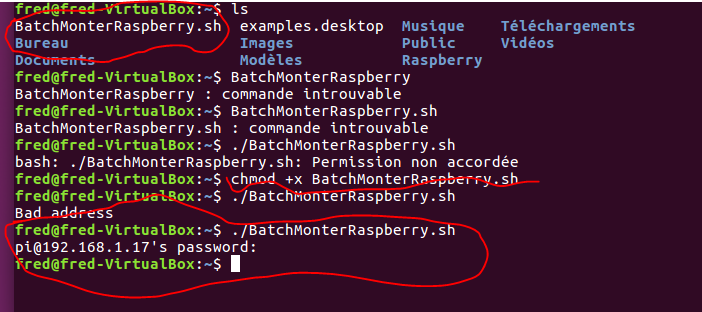 fred@fred-VirtualBox:~$ ls
BatchMonterRaspberry.sh examples.desktop Musique Téléchargements
Bureau Images Public Vidéos
Documents Modèles Raspberry
fred@fred-VirtualBox:~$ BatchMonterRaspberry
BatchMonterRaspberry : commande introuvable
fred@fred-VirtualBox:~$ BatchMonterRaspberry.sh
BatchMonterRaspberry.sh : commande introuvable
fred@fred-VirtualBox:~$ ./BatchMonterRaspberry.sh
bash: ./BatchMonterRaspberry.sh: Permission non accordée
fred@fred-VirtualBox:~$ chmod +x BatchMonterRaspberry.sh
fred@fred-VirtualBox:~$ ./BatchMonterRaspberry.sh
Bad address
fred@fred-VirtualBox:~$ ./BatchMonterRaspberry.sh
pi@192.168.1.17's password:
fred@fred-VirtualBox:~$